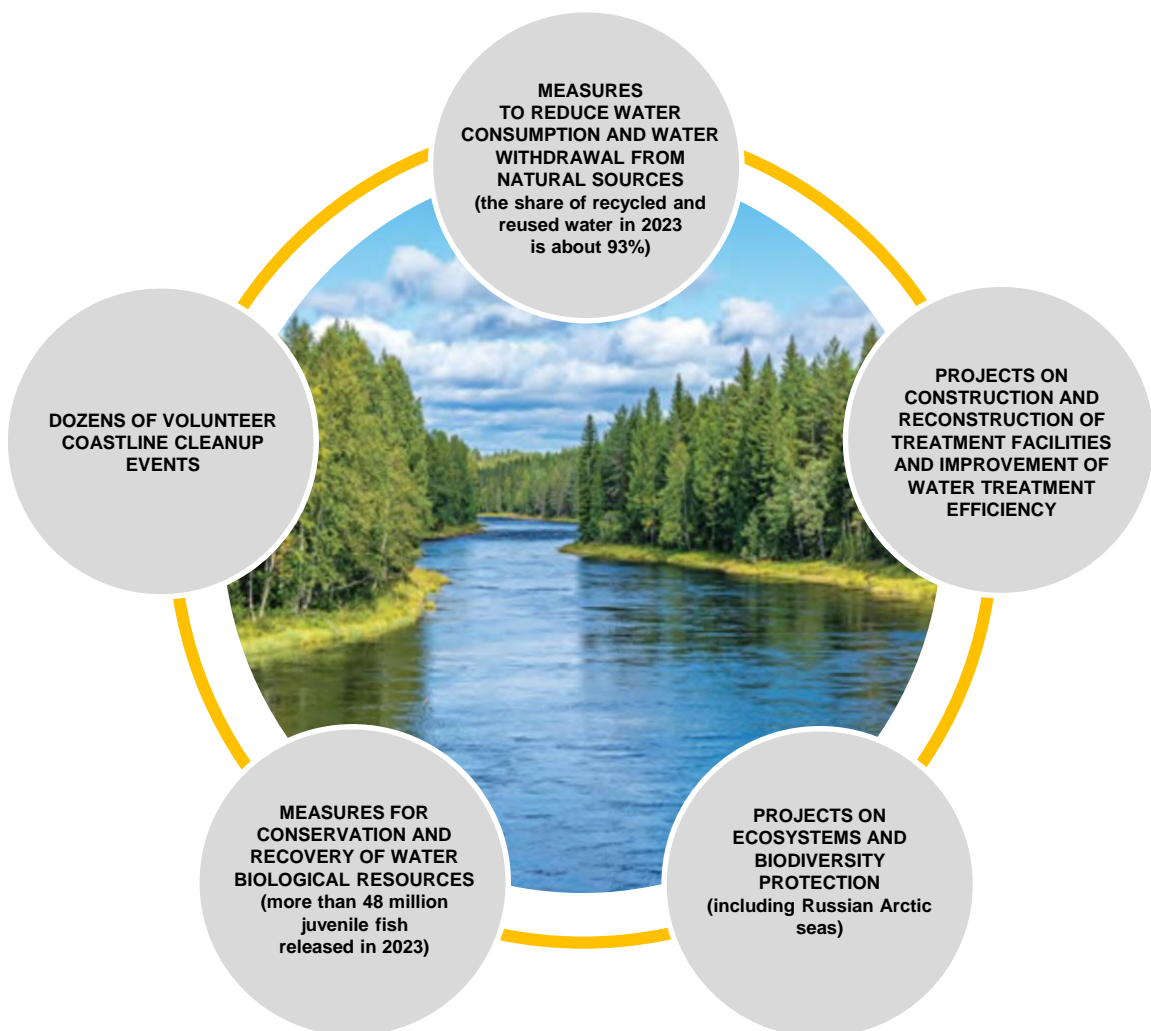 MEASURES
TO REDUCE WATER
CONSUMPTION AND WATER
WITHDRAWAL FROM
NATURAL SOURCES
(the share of recycled and
reused water in 2023
is about 93%)
PROJECTS ON
CONSTRUCTION AND
RECONSTRUCTION OF
TREATMENT FACILITIES
AND IMPROVEMENT OF
WATER TREATMENT
EFFICIENCY
PROJECTS ON
ECOSYSTEMS AND
BIODIVERSITY
PROTECTION
(including Russian Arctic
seas)
MEASURES FOR
CONSERVATION AND
RECOVERY OF WATER
BIOLOGICAL RESOURCES
(more than 48 million
juvenile fish
released in 2023)
DOZENS OF VOLUNTEER
COASTLINE CLEANUP
EVENTS